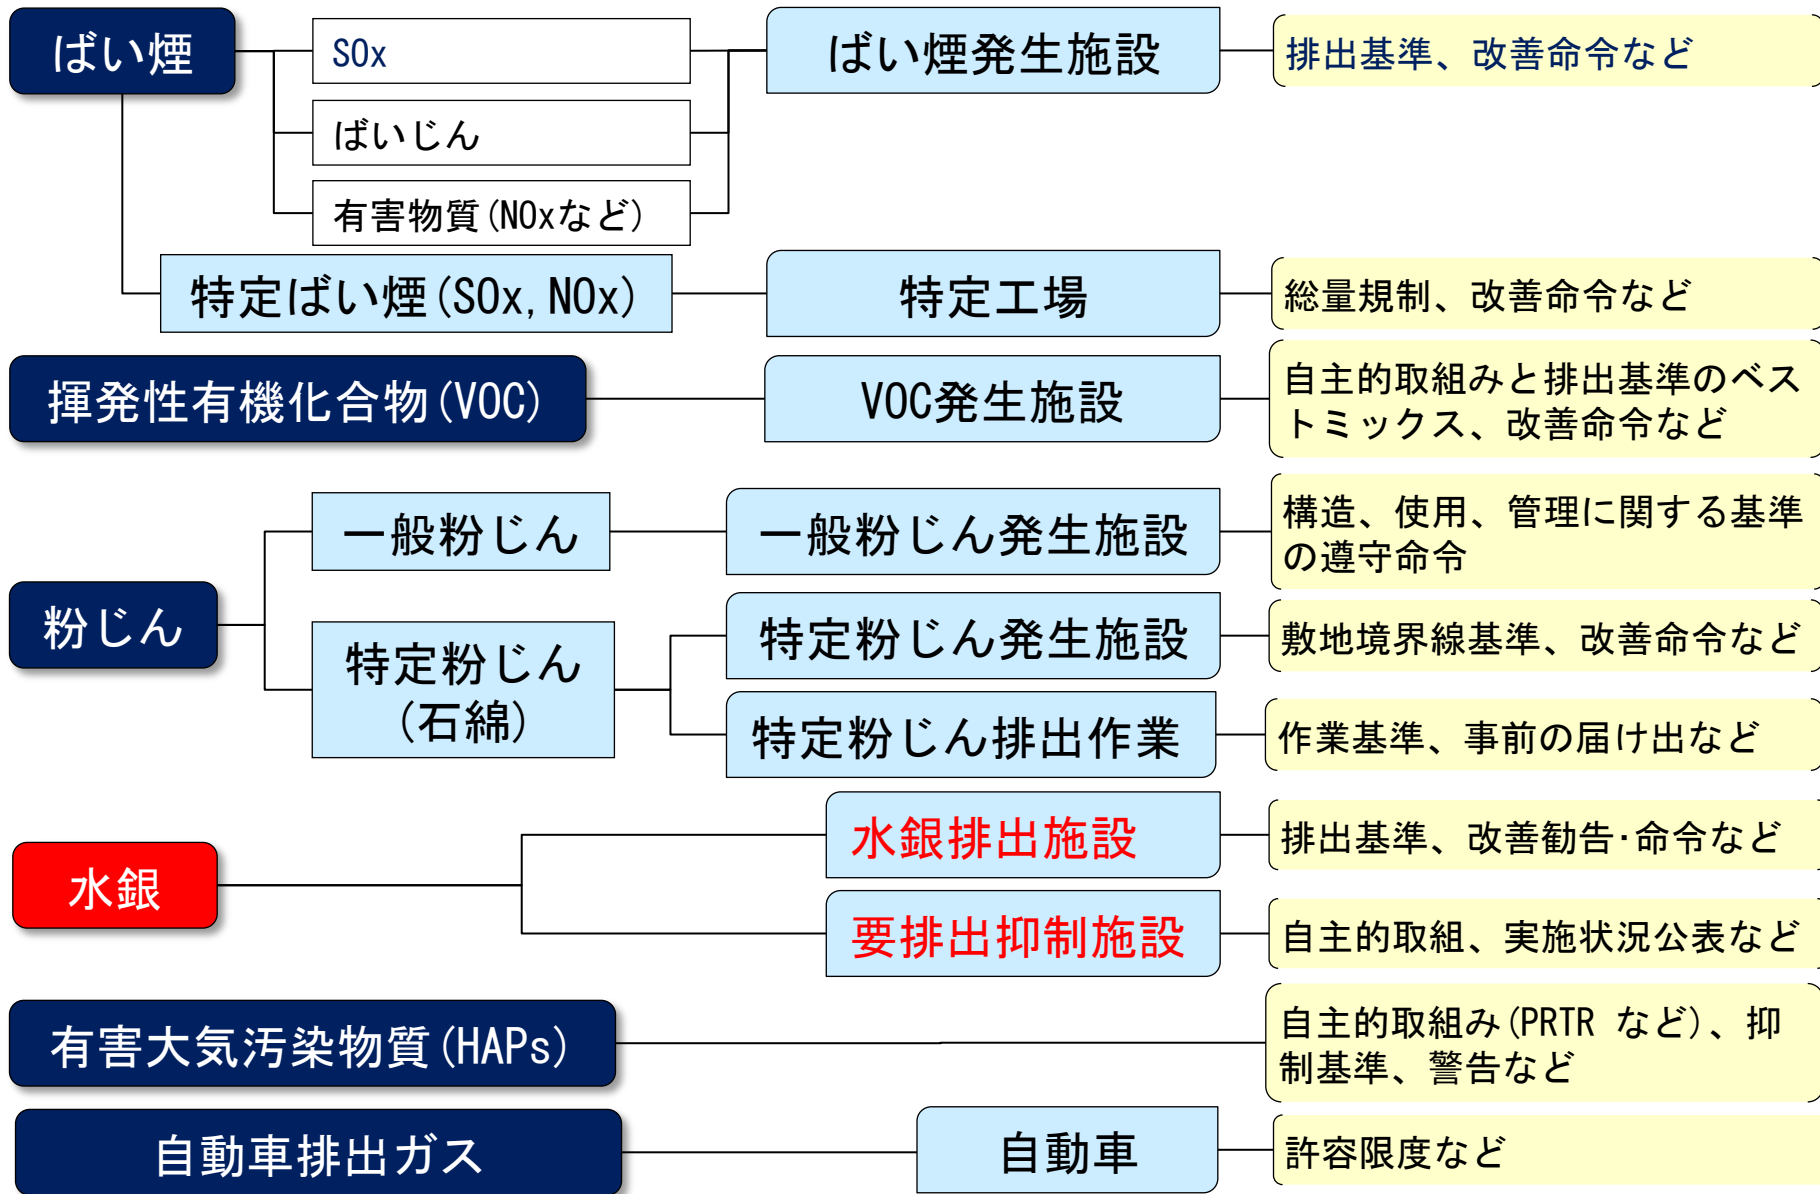 ばい煙
SOx
ばい煙発生施設
排出基準、改善命令など
ばいじん
有害物質(NOxなど)
特定ばい煙(SOx,NOx)
特定工場
総量規制、改善命令など
揮発性有機化合物(VOC)
VOC発生施設
自主的取組みと排出基準のベス
トミックス、改善命令など
一般粉じん
一般粉じん発生施設
構造、使用、管理に関する基準
の遵守命令
粉じん
特定粉じん
(石綿)
特定粉じん発生施設
敷地境界線基準、改善命令など
特定粉じん排出作業
作業基準、事前の届け出など
水銀
水銀排出施設
排出基準、改善勧告・命令など
要排出抑制施設
自主的取組、実施状況公表など
有害大気汚染物質(HAPs)
自主的取組み(PRTR など)、抑
制基準、警告など
自動車排出ガス
自動車
許容限度など